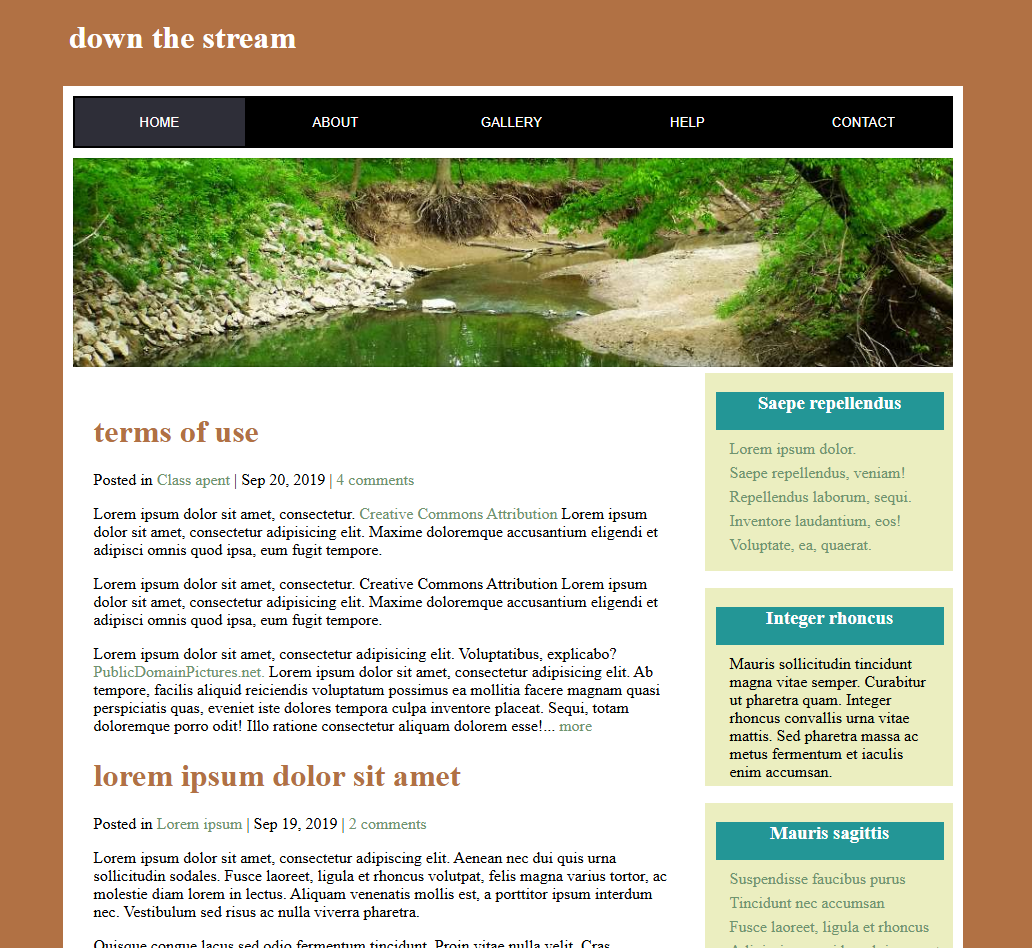 down the stream
HOME ABOUT GALLERY HELP CONTACT
terms of use
Posted in Class apent | Sep 20, 2019 | 4 comments
Lorem ipsum dolor sit amet, consectetur. Creative Commons Attribution Lorem ipsum
dolor sit amet, consectetur adipisicing elit. Maxime doloremque accusantium eligendi et
adipisci omnis quod ipsa, eum fugit tempore.
Lorem ipsum dolor sit amet, consectetur. Creative Commons Attribution Lorem ipsum
dolor sit amet, consectetur adipisicing elit. Maxime doloremque accusantium eligendi et
adipisci omnis quod ipsa, eum fugit tempore.
Lorem ipsum dolor sit amet, consectetur adipisicing elit. Voluptatibus, explicabo?
PublicDomainPictures.net. Lorem ipsum dolor sit amet, consectetur adipisicing elit. Ab
tempore, facilis aliquid reiciendis voluptatum possimus ea mollitia facere magnam quasi
perspiciatis quas, eveniet iste dolores tempora culpa inventore placeat. Sequi, totam
doloremque porro odit! Illo ratione consectetur aliquam dolorem esse!... more
lorem ipsum dolor sit amet
Posted in Lorem ipsum | Sep 19, 2019 | 2 comments
Lorem ipsum dolor sit amet, consectetur adipiscing elit. Aenean nec dui quis urna
sollicitudin sodales. Fusce laoreet, ligula et rhoncus volutpat, felis magna varius tortor, ac
molestie diam lorem in lectus. Aliquam venenatis mollis est, a porttitor ipsum interdum
nec. Vestibulum sed risus ac nulla viverra pharetra.
Quisque congue lacus sed odio fermentum tincidunt. Proin vitae nulla velit. Cras
Saepe repellendus
Lorem ipsum dolor.
Saepe repellendus, veniam!
Repellendus laborum, sequi.
Inventore laudantium, eos!
Voluptate, ea, quaerat.
Integer rhoncus
Mauris sollicitudin tincidunt
magna vitae semper. Curabitur
ut pharetra quam. Integer
rhoncus convallis urna vitae
mattis. Sed pharetra massa ac
metus fermentum et iaculis
enim accumsan.
Mauris sagittis
Suspendisse faucibus purus
Tincidunt nec accumsan
Fusce laoreet, ligula et rhoncus